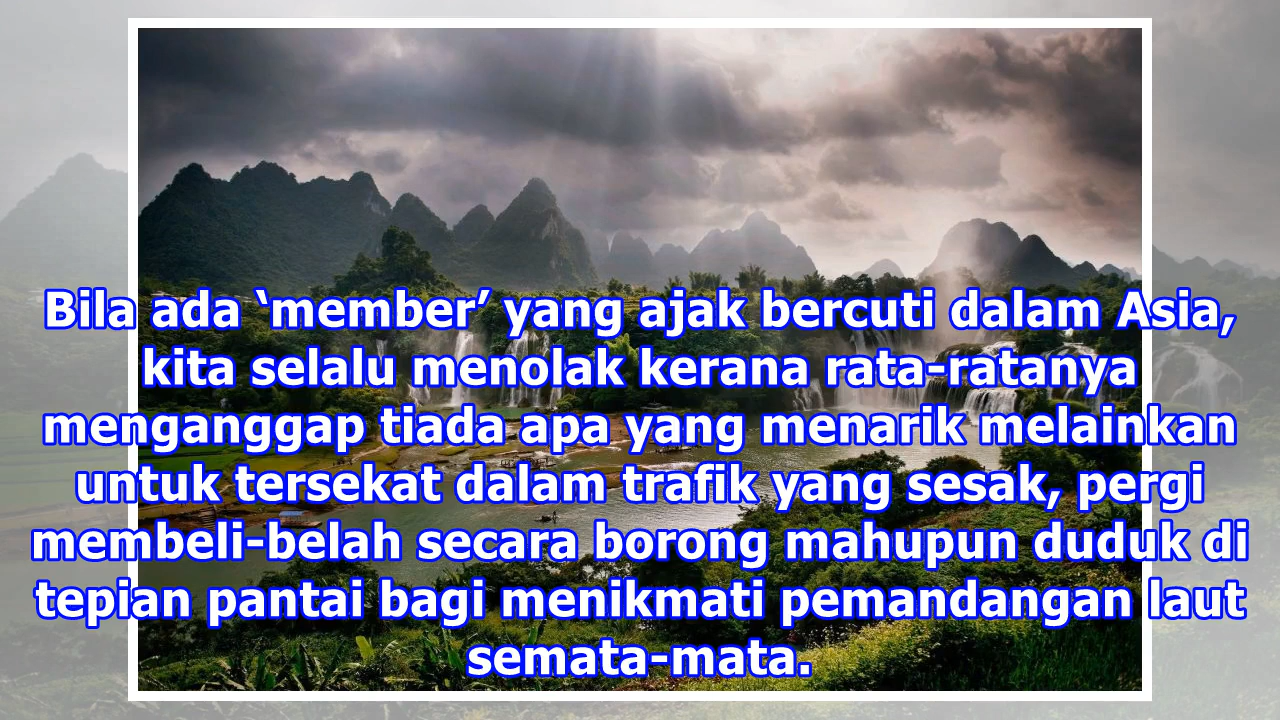 Bila ada ‘member’ yang ajak bercuti dalam Asia,
kita selalu menolak kerana rata-ratanya
menganggap tiada apa yang menarik melainkan
untuk tersekat dalam trafik yang sesak, pergi
membeli-belah secara borong mahupun duduk di
tepian pantai bagi menikmati pemandangan laut
semata-mata.